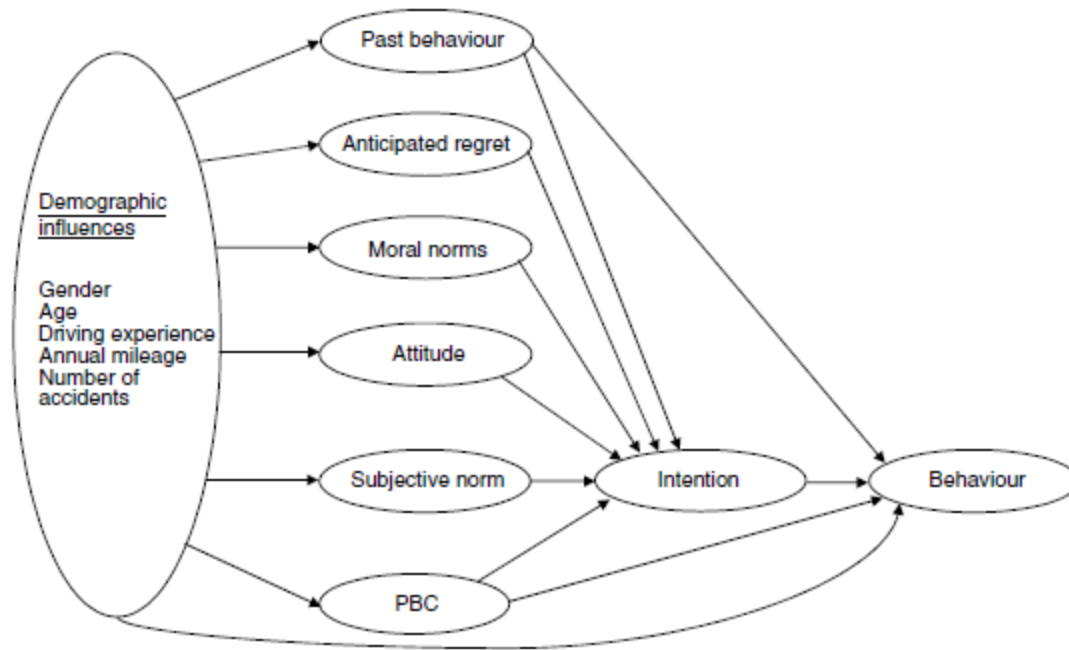 Past behaviour
Anticipated regret
Demographic
influences
Moral norms
Gender
Age
Driving experience
Annual mileage
Number of
accidents
Attitude
Subjective norm
Intention
Behaviour
PBC